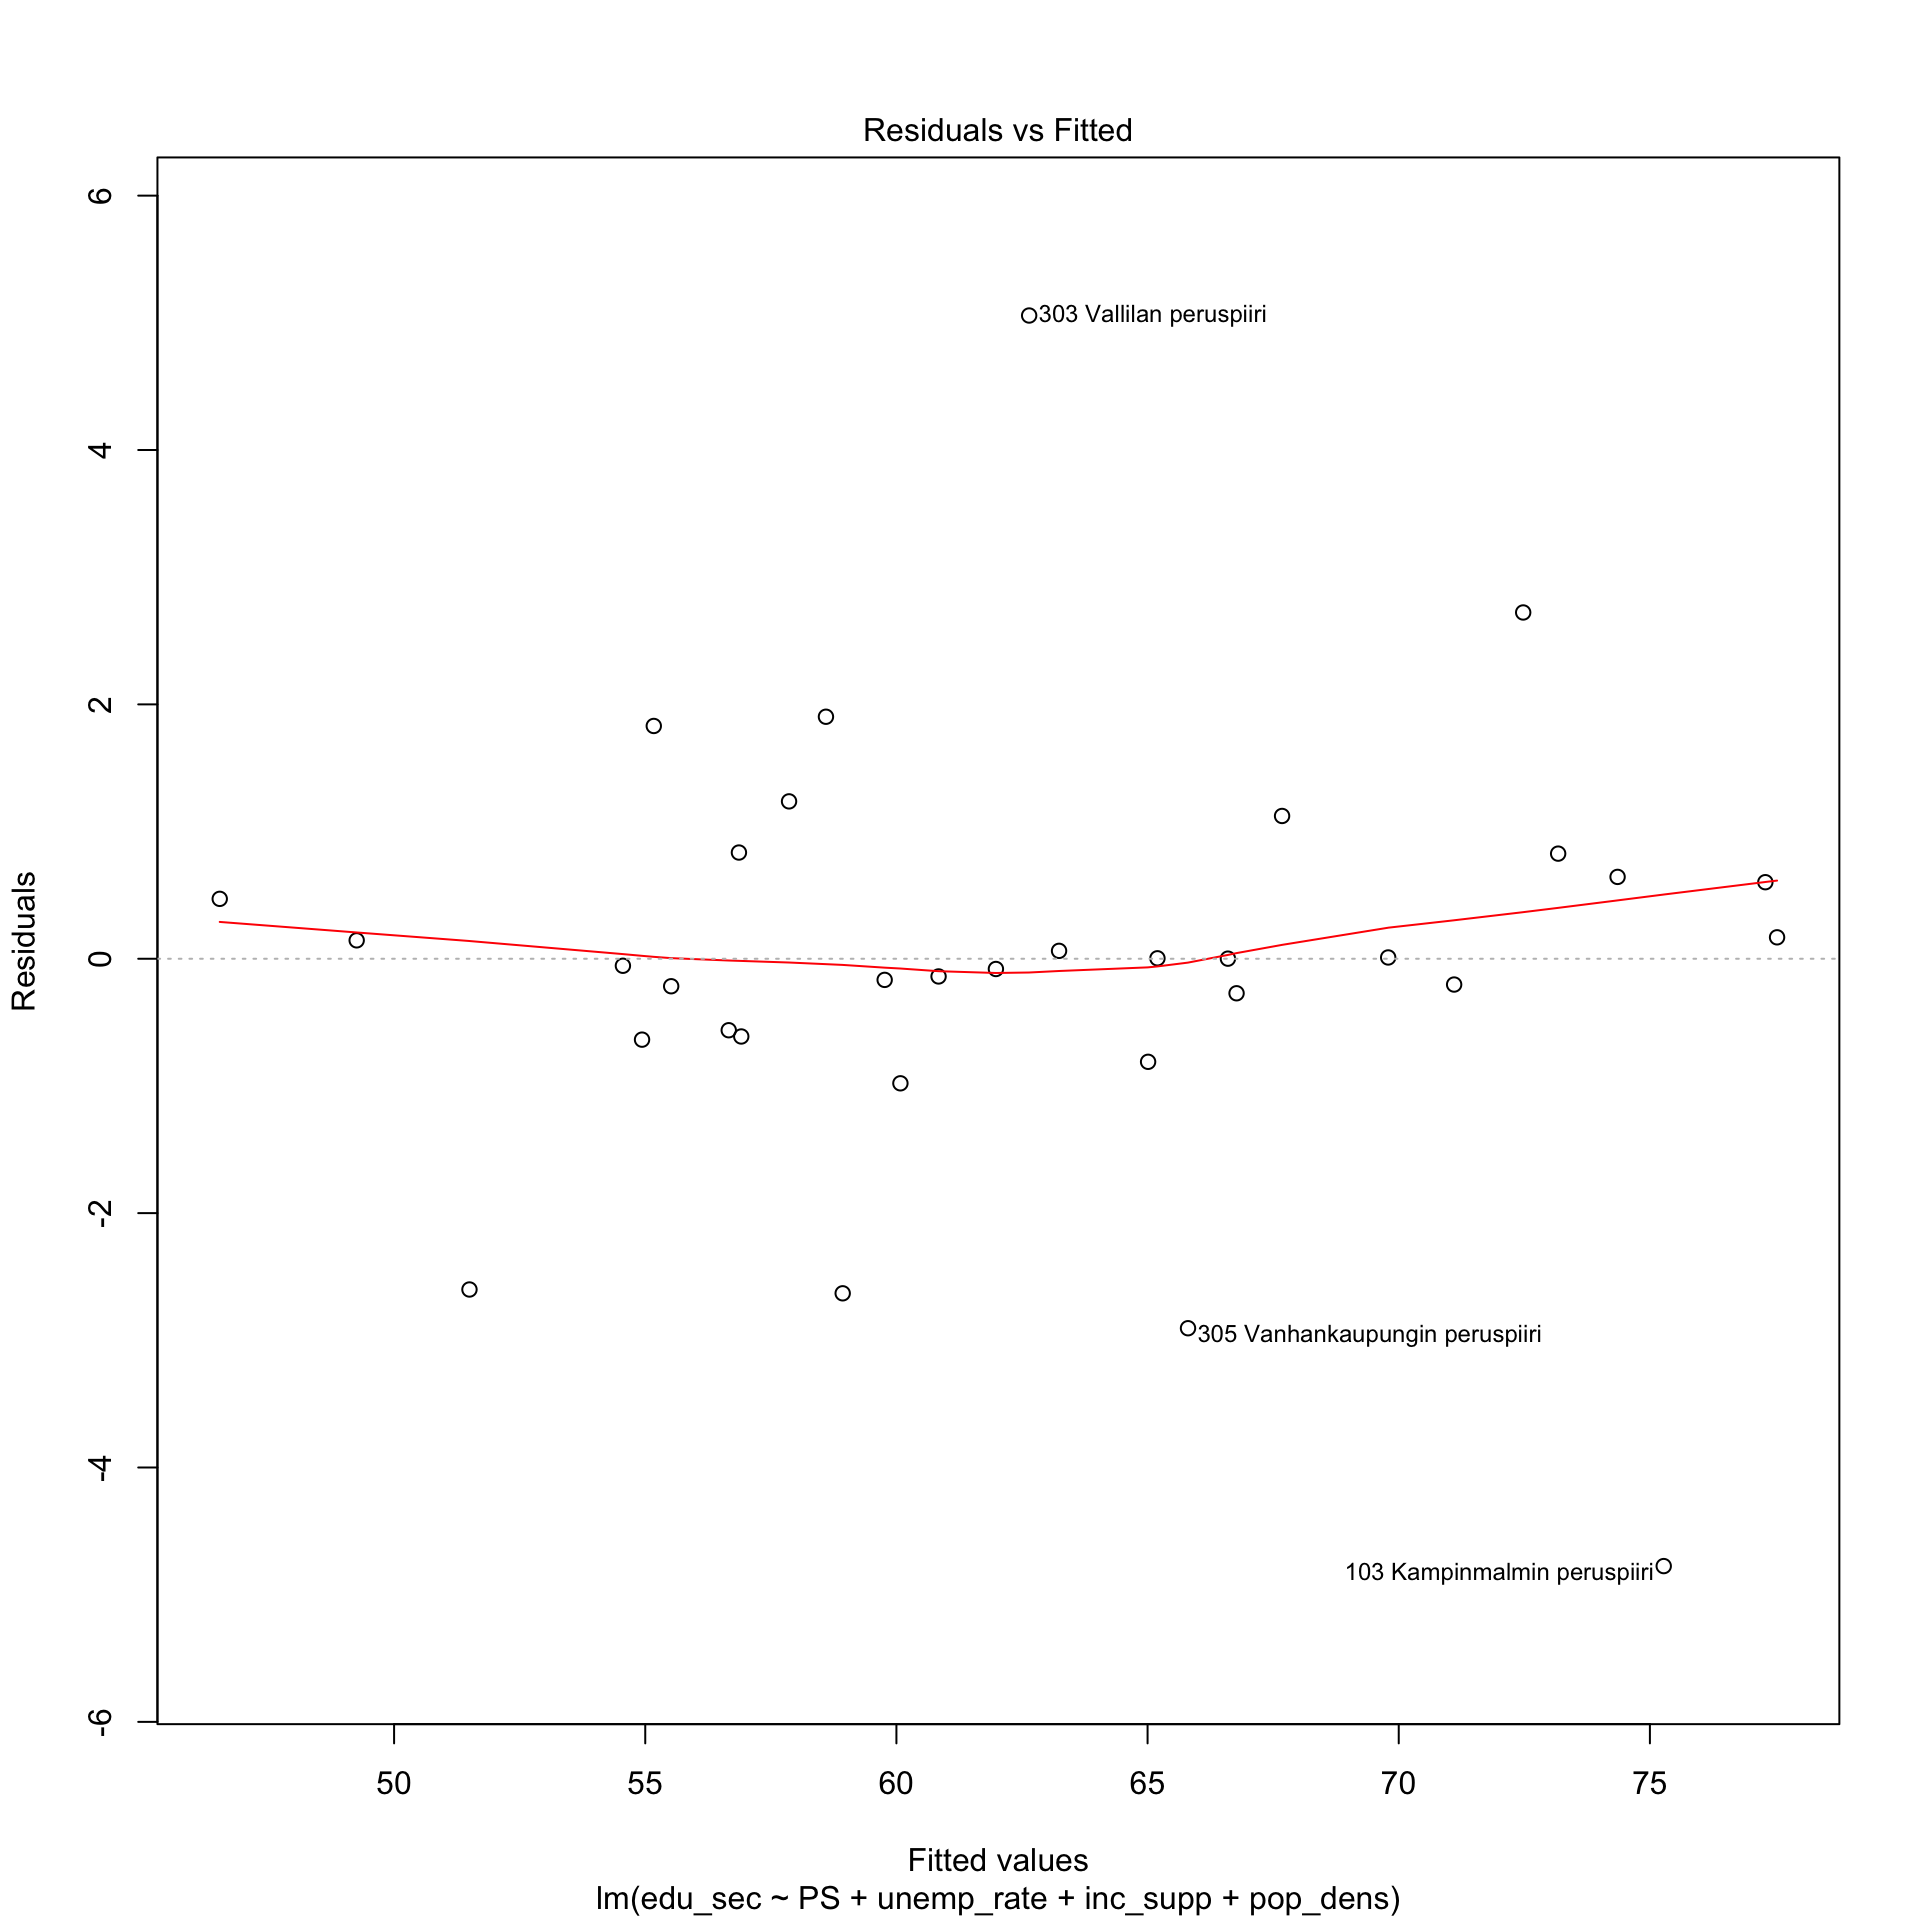 Residuals vs Fitted
6
4
2
0
-2
-4
-6
Residuals
303 Vallilan peruspiiri
305 Vanhankaupungin peruspiiri
103 Kampinmalmin peruspiiri
50 55 60 65 70 75
Fitted values
lm(edu_sec ~ PS + unemp_rate + inc_supp + pop_dens)